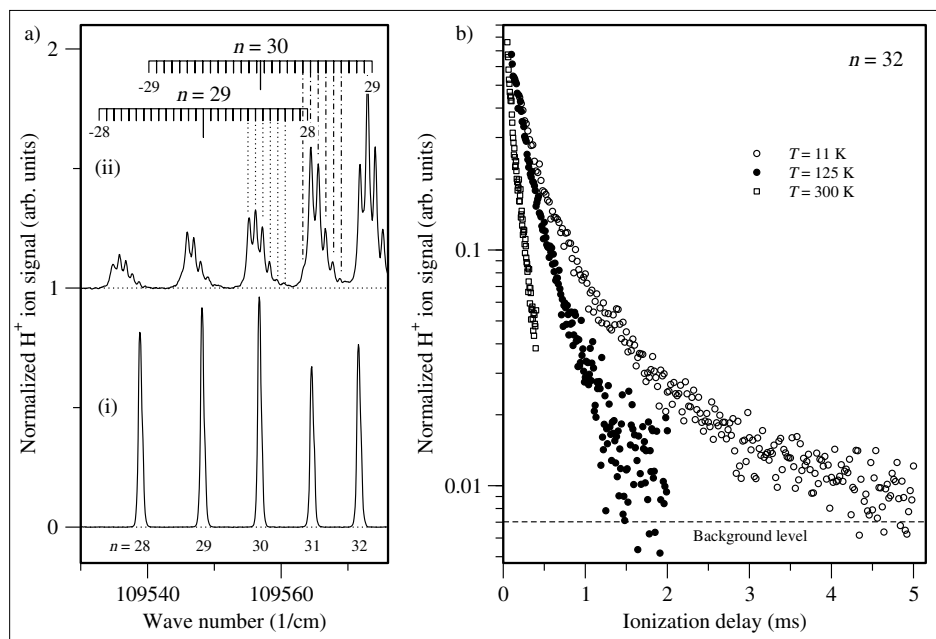 a)
Normalized H⁺ ion signal (arb. units)
2
1
0
n = 30
-29
29
n = 29
-28
28
(ii)
(i)
n = 28
29
30
31
32
109540
109560
Wave number (1/cm)
b)
Normalized H⁺ ion signal (arb. units)
0.1
0.01
n = 32
T = 11 K
T = 125 K
T = 300 K
Background level
0
1
2
3
4
5
Ionization delay (ms)